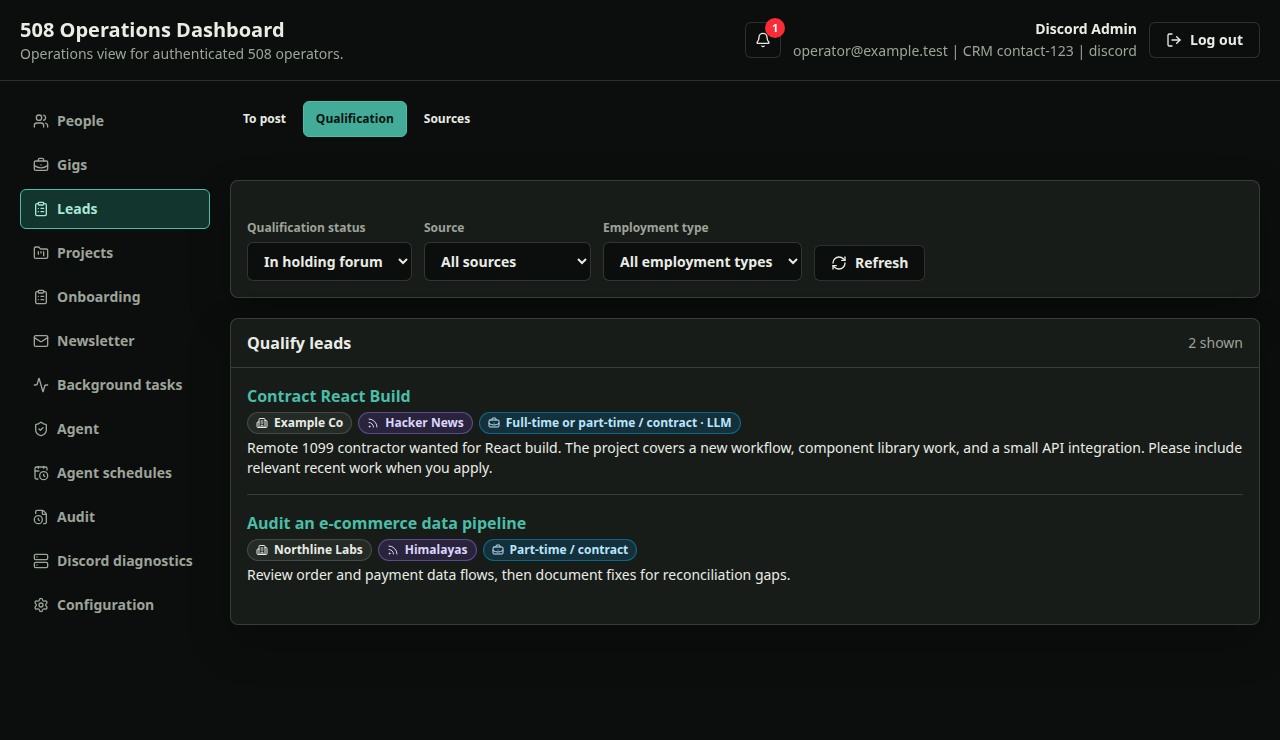 508 Operations Dashboard
Operations view for authenticated 508 operators.
1
Discord Admin
operator@example.test | CRM contact-123 | discord
Log out
People
Gigs
Leads
Projects
Onboarding
Newsletter
Background tasks
Agent
Agent schedules
Audit
Discord diagnostics
Configuration
To post
Qualification
Sources
Qualification status
Source
Employment type
In holding forum
All sources
All employment types
Refresh
Qualify leads
2 shown
Contract React Build
Example Co
Hacker News
Full-time or part-time / contract · LLM
Remote 1099 contractor wanted for React build. The project covers a new workflow, component library work, and a small API integration. Please include
relevant recent work when you apply.
Audit an e-commerce data pipeline
Northline Labs
Himalayas
Part-time / contract
Review order and payment data flows, then document fixes for reconciliation gaps.